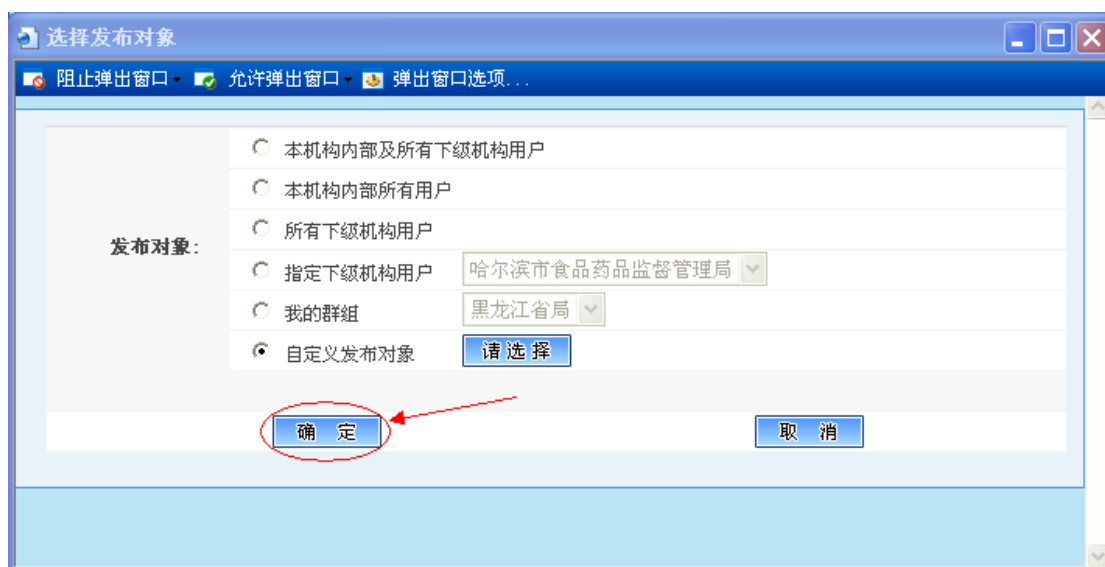 选择发布对象
阻止弹出窗口 允许弹出窗口 弹出窗口选项...
本机构内部及所有下级机构用户
本机构内部所有用户
所有下级机构用户
发布对象:
指定下级机构用户 哈尔滨市食品药品监督管理局
我的群组 黑龙江省局
自定义发布对象 请选择
确 定 取 消